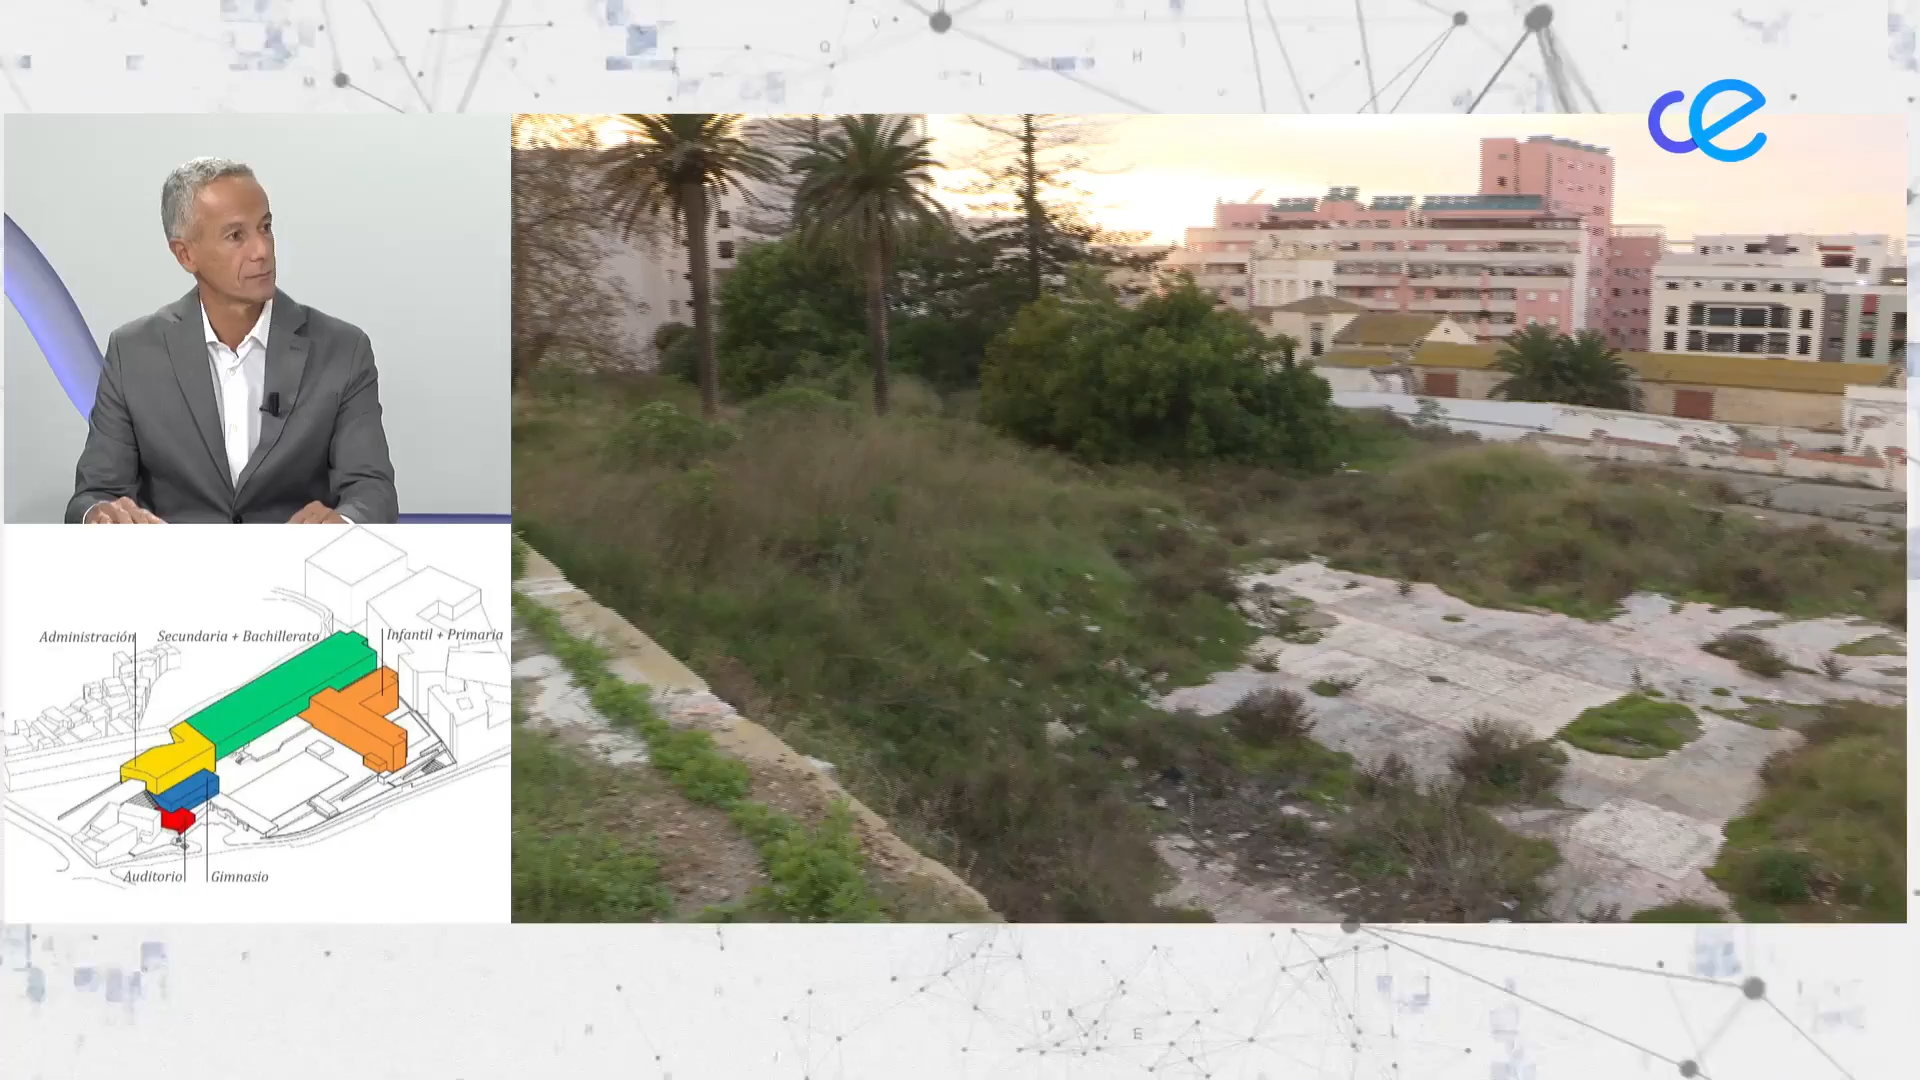 ce
Administración
Secundaria + Bachillerato
Infantil + Primaria
Auditorio
Gimnasio